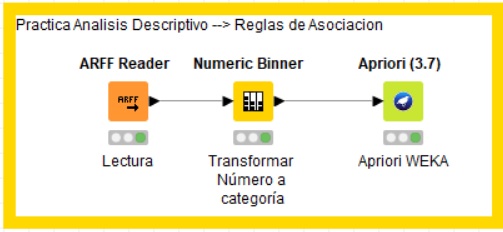 Practica Analisis Descriptivo --> Reglas de Asociacion
ARFF Reader
Numeric Binner
Apriori (3.7)
ARFF
Lectura
Transformar
Número a
categoría
Apriori WEKA